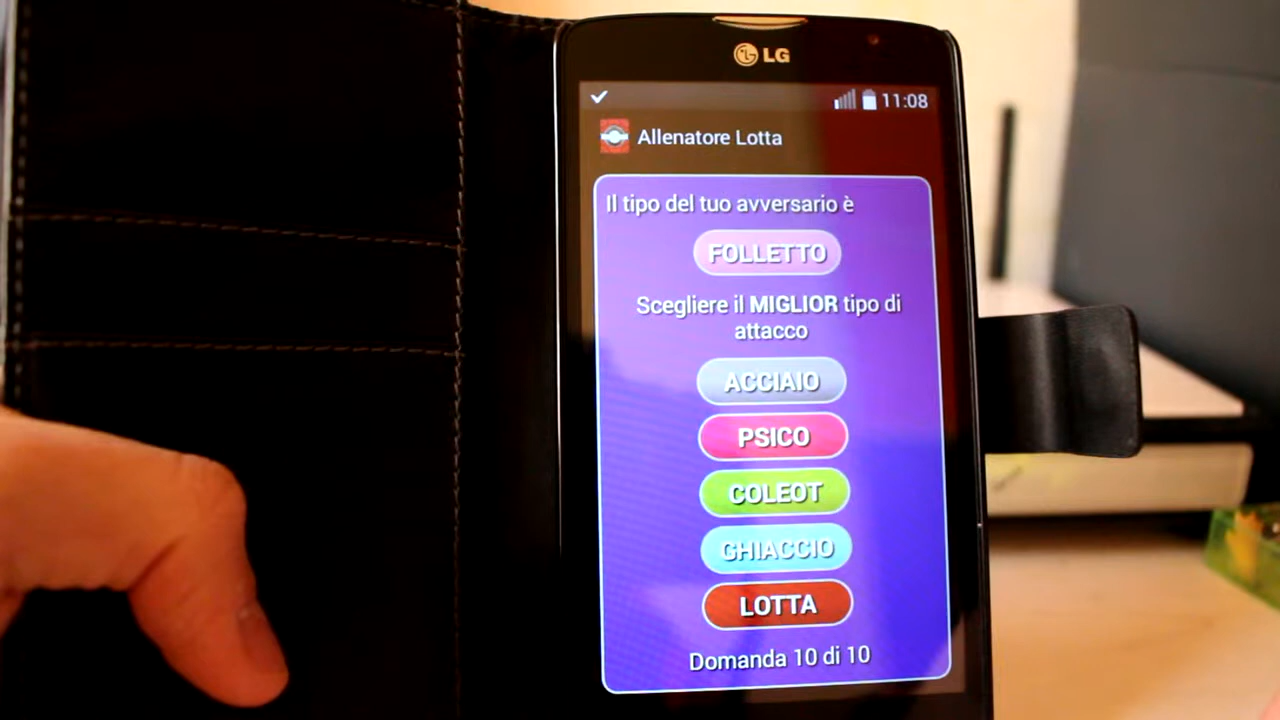 LG
11:08
Allenatore Lotta
Il tipo del tuo avversario è
FOLLETTO
Scegliere il MIGLIOR tipo di
attacco
ACCIAIO
PSICO
COLEOT
GHIACCIO
LOTTA
Domanda 10 di 10